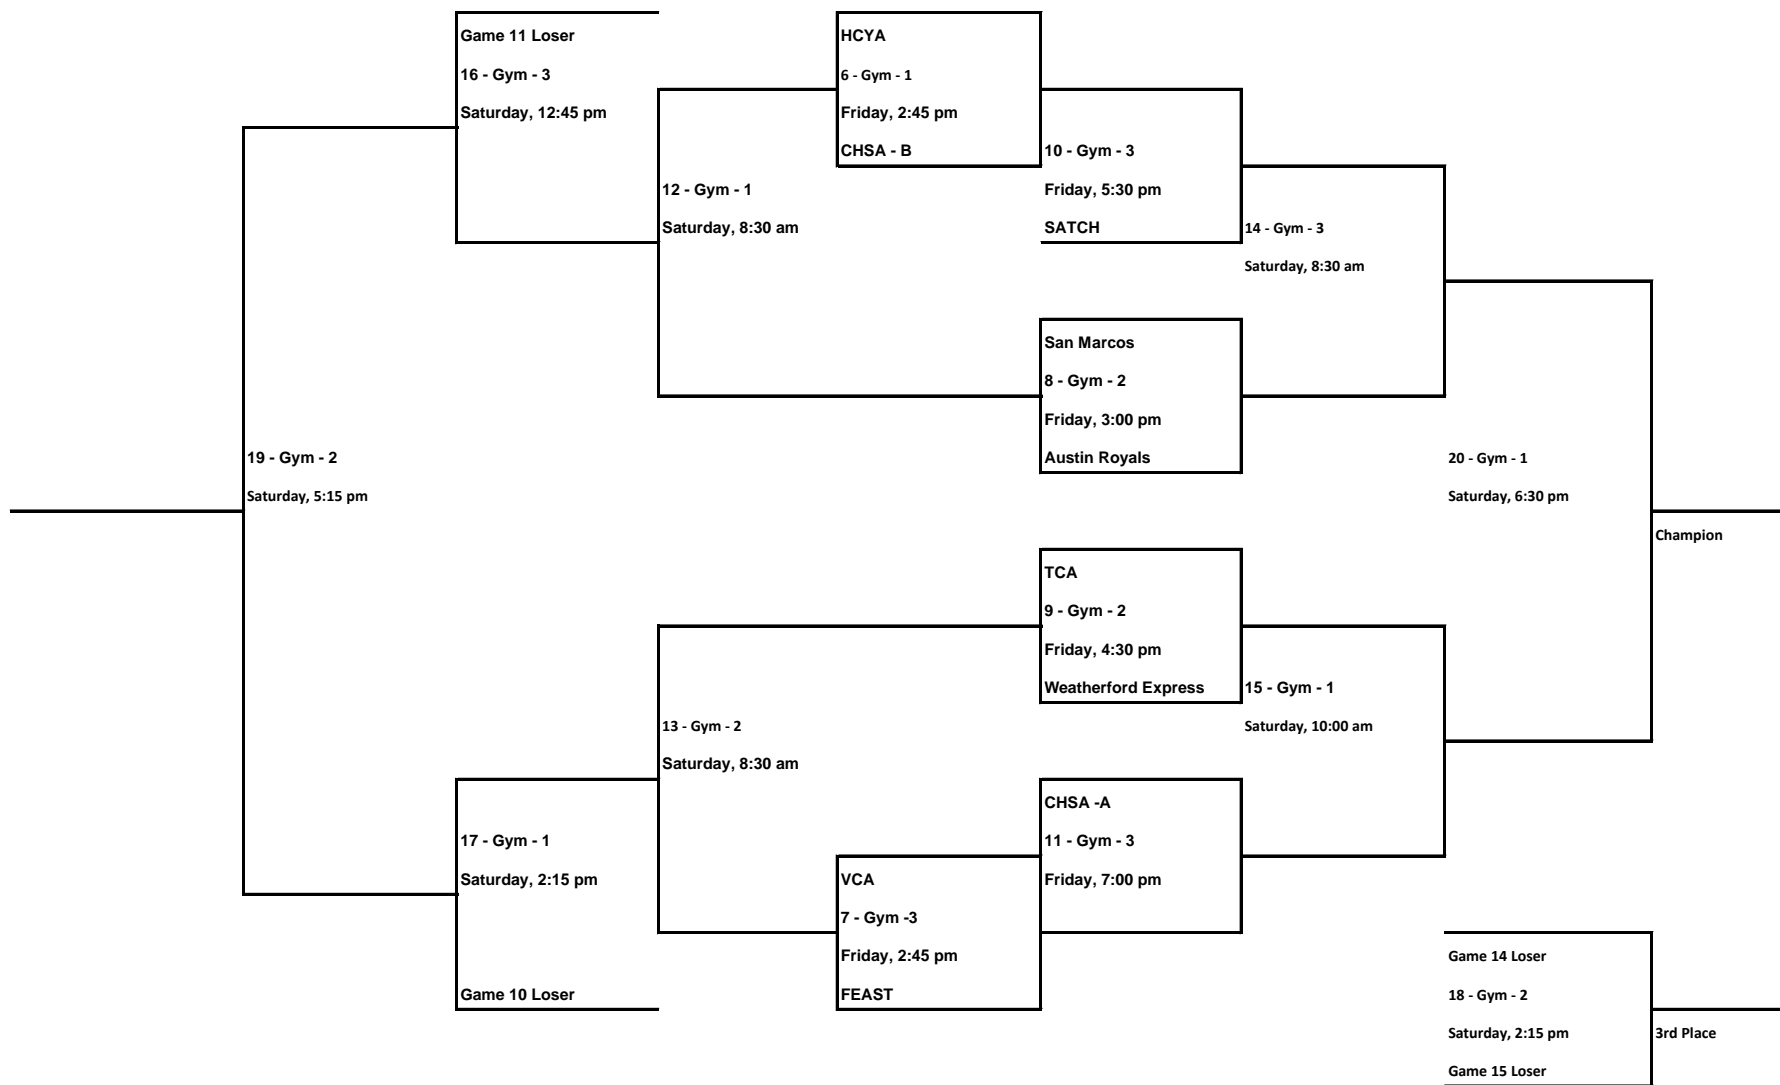 Game 11 Loser
16 - Gym - 3
Saturday, 12:45 pm
HCYA
6 - Gym - 1
Friday, 2:45 pm
CHSA - B
10 - Gym - 3
Friday, 5:30 pm
SATCH
12 - Gym - 1
Saturday, 8:30 am
14 - Gym - 3
Saturday, 8:30 am
San Marcos
8 - Gym - 2
Friday, 3:00 pm
Austin Royals
19 - Gym - 2
Saturday, 5:15 pm
20 - Gym - 1
Saturday, 6:30 pm
Champion
TCA
9 - Gym - 2
Friday, 4:30 pm
Weatherford Express
15 - Gym - 1
Saturday, 10:00 am
13 - Gym - 2
Saturday, 8:30 am
CHSA -A
11 - Gym - 3
Friday, 7:00 pm
17 - Gym - 1
Saturday, 2:15 pm
Game 10 Loser
VCA
7 - Gym -3
Friday, 2:45 pm
FEAST
Game 14 Loser
18 - Gym - 2
Saturday, 2:15 pm
Game 15 Loser
3rd Place